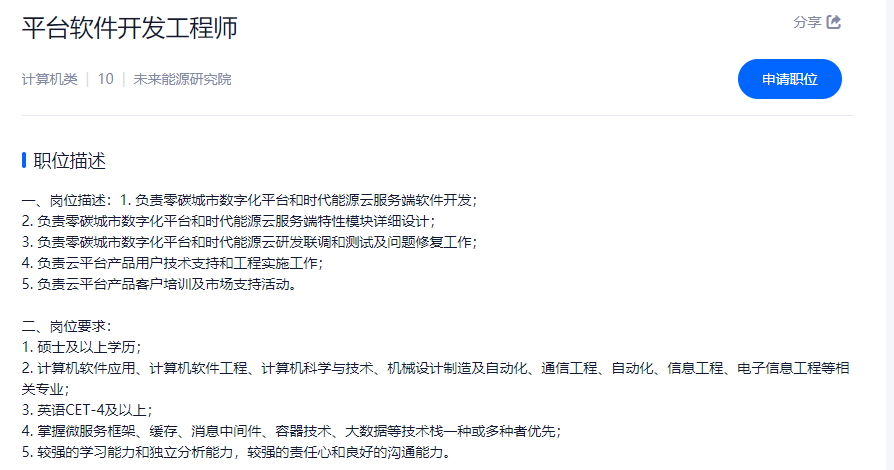 平台软件开发工程师
分享
计算机类 | 10 | 未来能源研究院
申请职位
职位描述
一、岗位描述：1. 负责零碳城市数字化平台和时代能源云服务端软件开发；
2. 负责零碳城市数字化平台和时代能源云服务端特性模块详细设计；
3. 负责零碳城市数字化平台和时代能源云研发联调和测试及问题修复工作；
4. 负责云平台产品用户技术支持和工程实施工作；
5. 负责云平台产品客户培训及市场支持活动。
二、岗位要求：
1. 硕士及以上学历；
2. 计算机软件应用、计算机软件工程、计算机科学与技术、机械设计制造及自动化、通信工程、自动化、信息工程、电子信息工程等相
关专业；
3. 英语CET-4及以上；
4. 掌握微服务框架、缓存、消息中间件、容器技术、大数据等技术栈一种或多种者优先；
5. 较强的学习能力和独立分析能力，较强的责任心和良好的沟通能力。